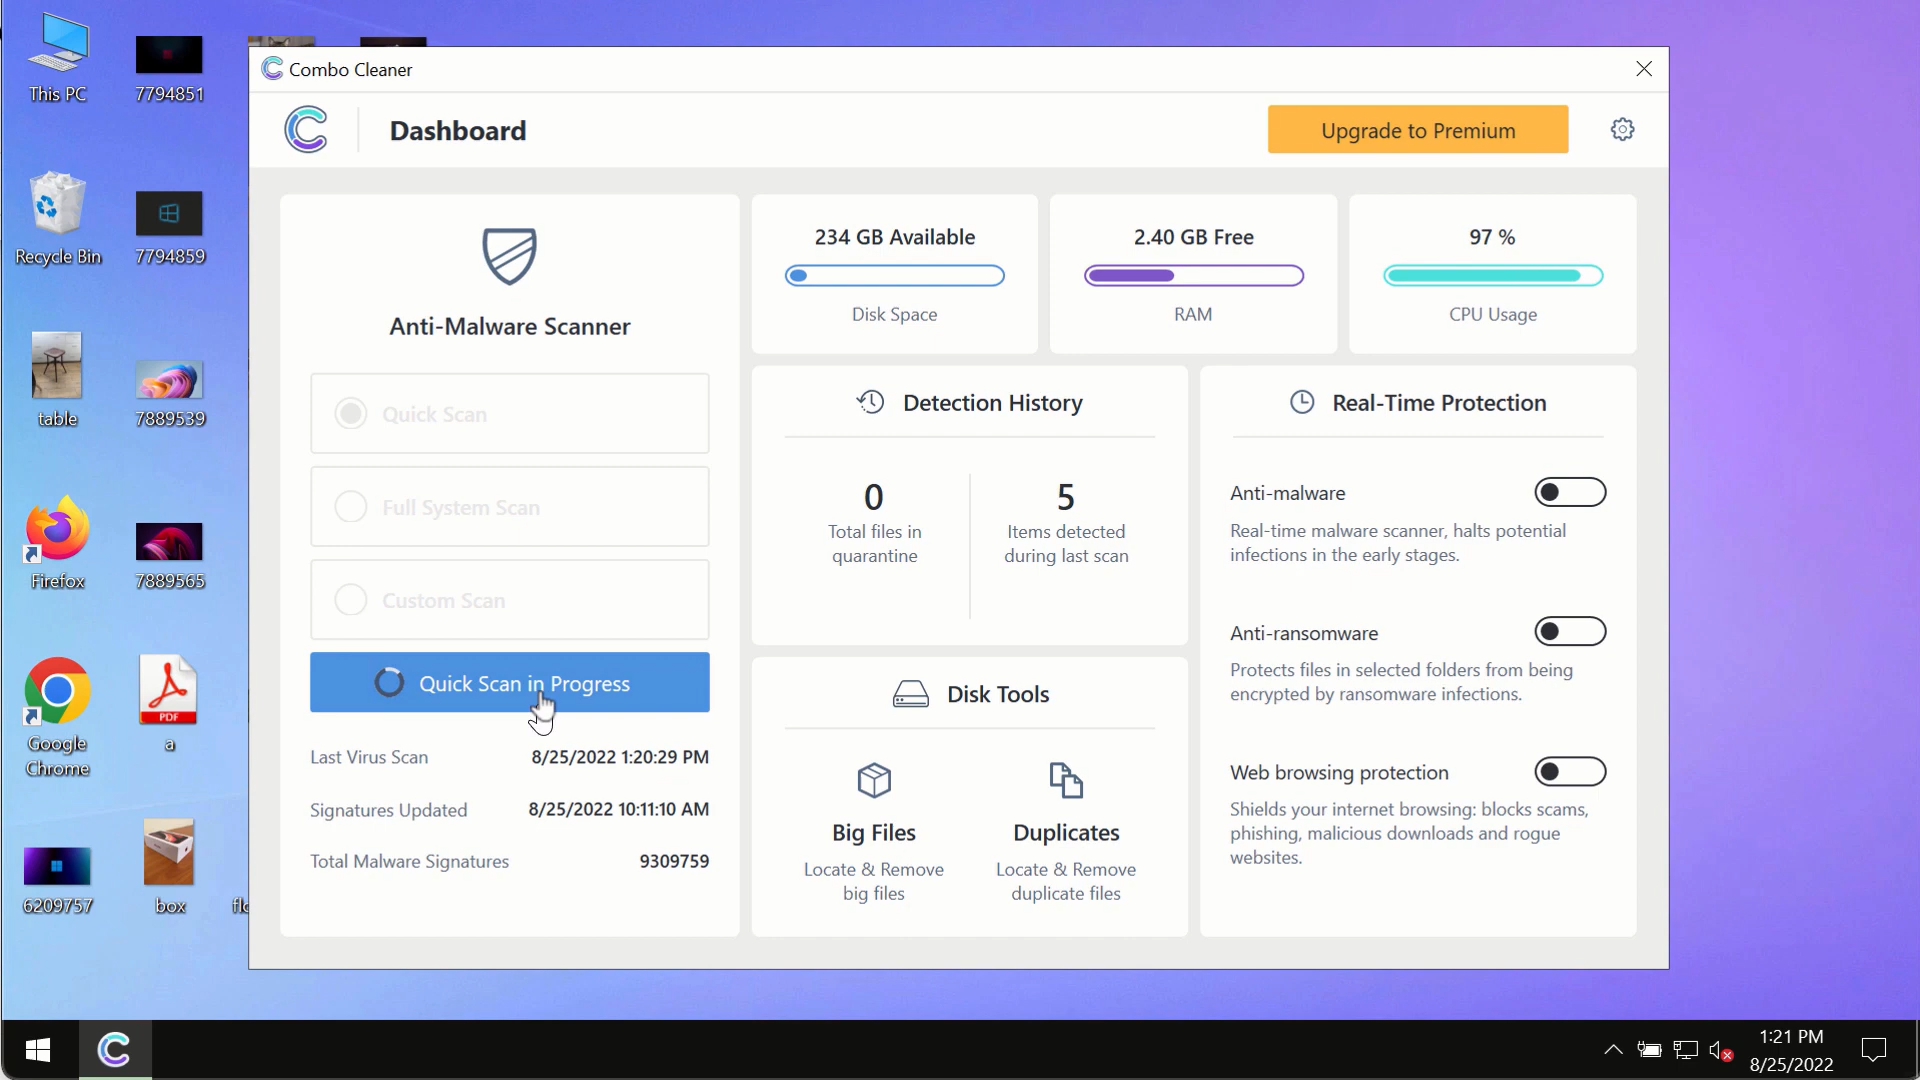 This PC
7794851
Recycle Bin
7794859
table
7889539
Firefox
7889565
Google
Chrome
PDF
a
6209757
box
Combo Cleaner
Dashboard
Upgrade to Premium
Anti-Malware Scanner
Quick Scan
Full System Scan
Custom Scan
Quick Scan in Progress
Last Virus Scan 8/25/2022 1:20:29 PM
Signatures Updated 8/25/2022 10:11:10 AM
Total Malware Signatures 9309759
234 GB Available
Disk Space
2.40 GB Free
RAM
97 %
CPU Usage
Detection History
0
Total files in
quarantine
5
Items detected
during last scan
Disk Tools
Big Files
Locate & Remove
big files
Duplicates
Locate & Remove
duplicate files
Real-Time Protection
Anti-malware
Real-time malware scanner, halts potential
infections in the early stages.
Anti-ransomware
Protects files in selected folders from being
encrypted by ransomware infections.
Web browsing protection
Shields your internet browsing: blocks scams,
phishing, malicious downloads and rogue
websites.
1:21 PM
8/25/2022